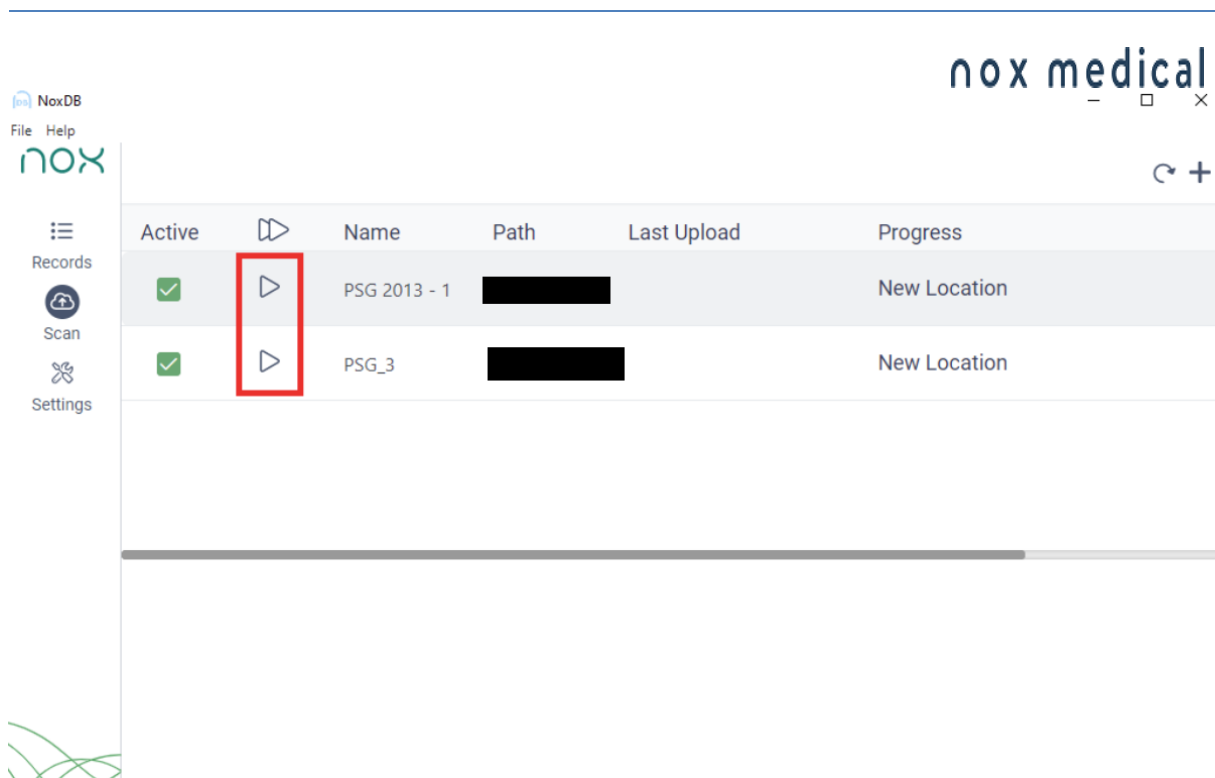 nox medical
NoxDB
File Help
nox
Active Name Path Last Upload Progress
Records
PSG 2013 - 1 New Location
Scan
PSG_3 New Location
Settings